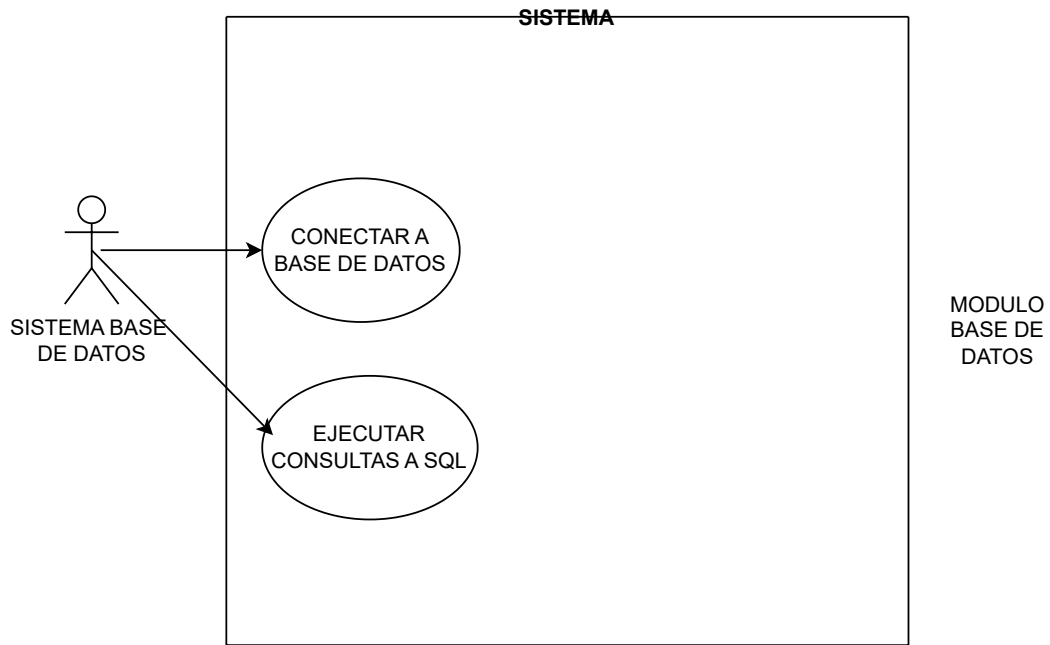 SISTEMA
CONECTAR A
BASE DE DATOS
SISTEMA BASE
DE DATOS
MODULO
BASE DE
DATOS
EJECUTAR
CONSULTAS A SQL